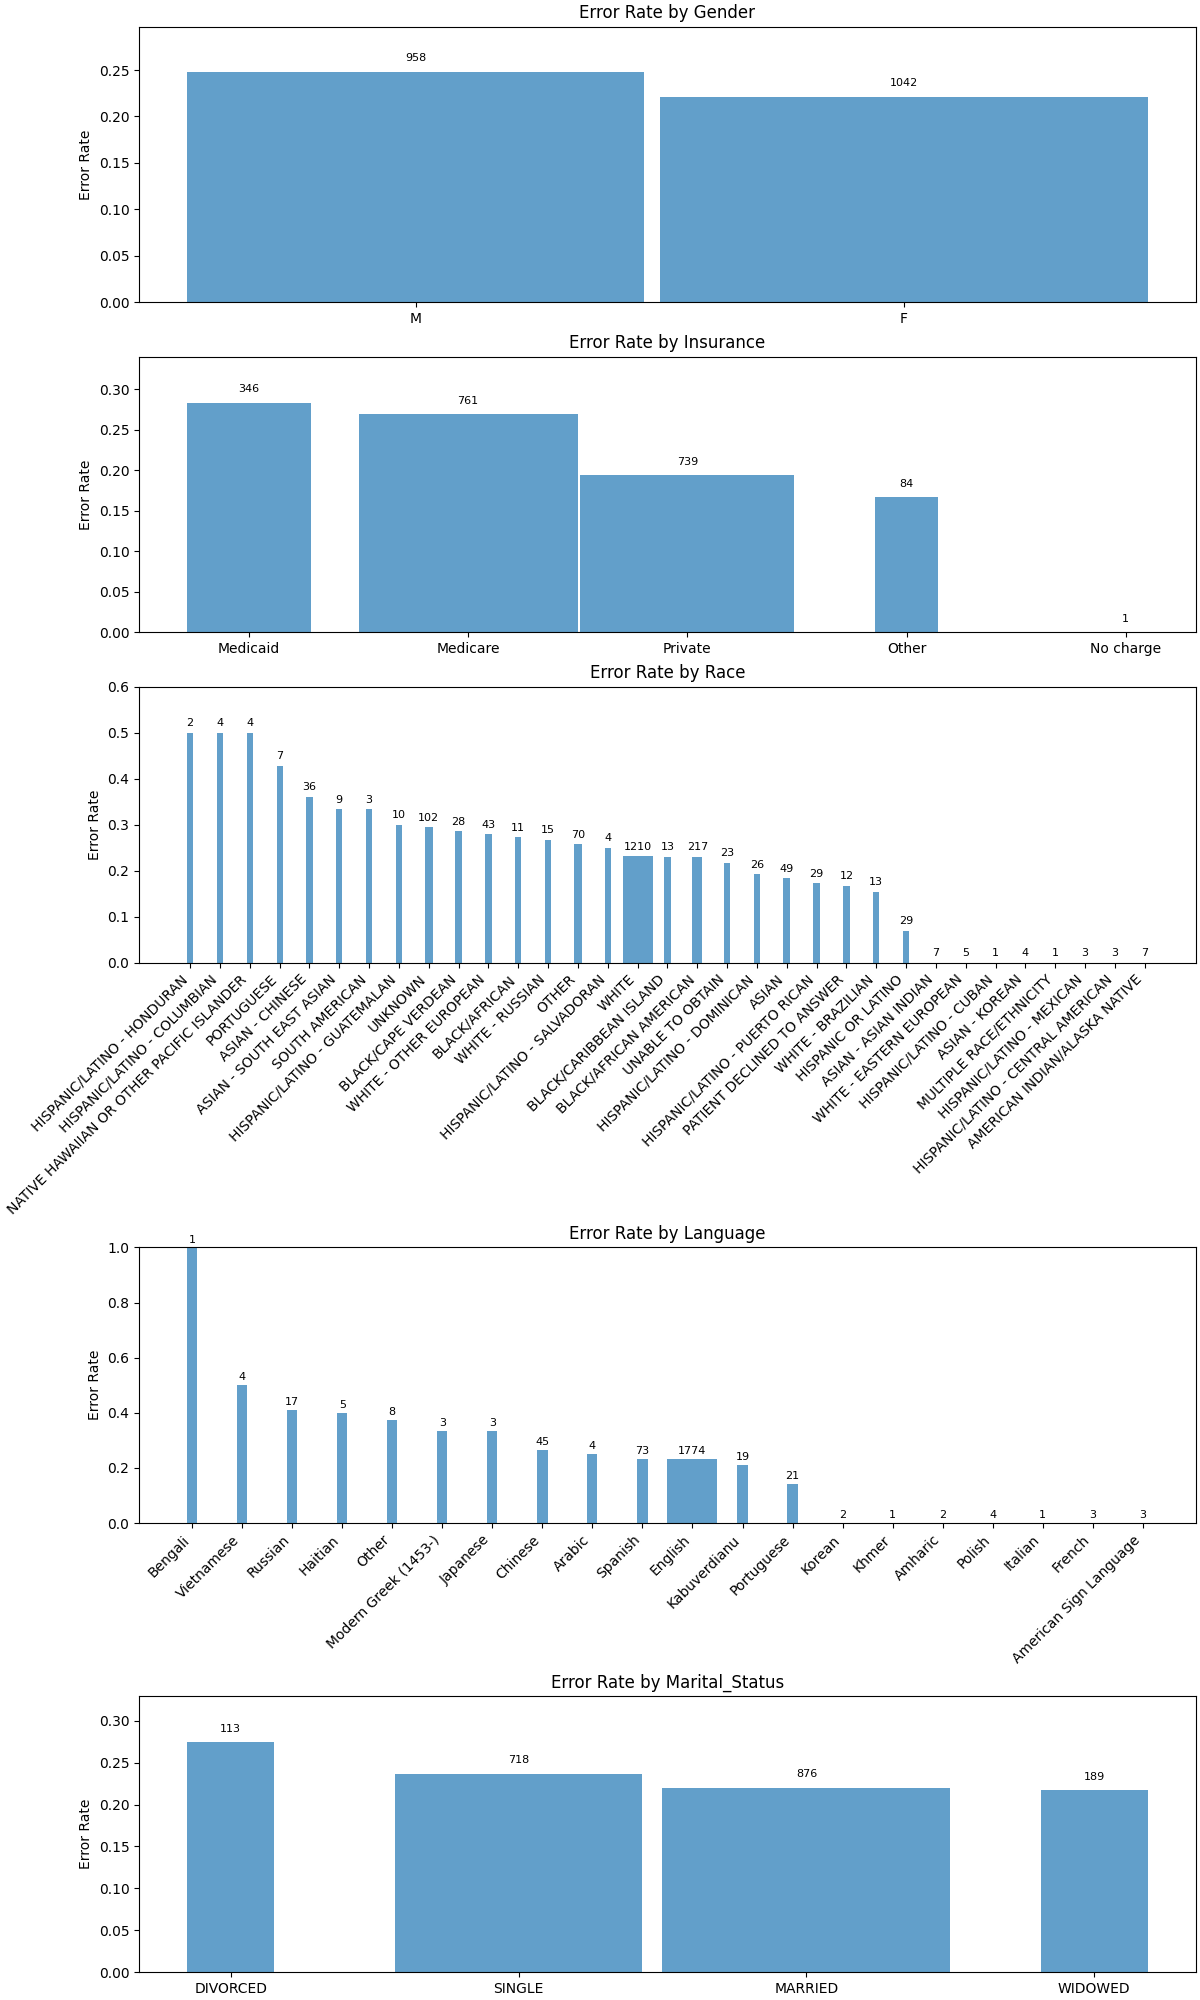 Error Rate by Gender
Error Rate
0.25
0.20
0.15
0.10
0.05
0.00
958
1042
M
F
Error Rate by Insurance
Error Rate
0.30
0.25
0.20
0.15
0.10
0.05
0.00
346
761
739
84
1
Medicaid
Medicare
Private
Other
No charge
Error Rate by Race
Error Rate
0.6
0.5
0.4
0.3
0.2
0.1
0.0
2
4
4
7
36
9
3
10
102
28
43
11
15
70
4
1210
13
217
23
26
49
29
12
13
29
7
5
1
4
1
3
3
7
HISPANIC/LATINO - HONDURAN
HISPANIC/LATINO - COLUMBIAN
NATIVE HAWAIIAN OR OTHER PACIFIC ISLANDER
PORTUGUESE
ASIAN - CHINESE
ASIAN - SOUTH EAST ASIAN
SOUTH AMERICAN
HISPANIC/LATINO - GUATEMALAN
UNKNOWN
BLACK/CAPE VERDEAN
WHITE - OTHER EUROPEAN
BLACK/AFRICAN
WHITE - RUSSIAN
OTHER
HISPANIC/LATINO - SALVADORAN
WHITE
BLACK/CARIBBEAN ISLAND
BLACK/AFRICAN AMERICAN
UNABLE TO OBTAIN
HISPANIC/LATINO - DOMINICAN
ASIAN
HISPANIC/LATINO - PUERTO RICAN
PATIENT DECLINED TO ANSWER
WHITE - BRAZILIAN
HISPANIC OR LATINO
ASIAN - ASIAN INDIAN
WHITE - EASTERN EUROPEAN
HISPANIC/LATINO - CUBAN
ASIAN - KOREAN
MULTIPLE RACE/ETHNICITY
HISPANIC/LATINO - MEXICAN
HISPANIC/LATINO - CENTRAL AMERICAN
AMERICAN INDIAN/ALASKA NATIVE
Error Rate by Language
Error Rate
1.0
0.8
0.6
0.4
0.2
0.0
1
4
17
5
8
3
3
45
4
73
1774
19
21
2
1
2
4
1
3
3
Bengali
Vietnamese
Russian
Haitian
Other
Modern Greek (1453-)
Japanese
Chinese
Arabic
Spanish
English
Kabuverdianu
Portuguese
Korean
Khmer
Amharic
Polish
Italian
French
American Sign Language
Error Rate by Marital_Status
Error Rate
0.30
0.25
0.20
0.15
0.10
0.05
0.00
113
718
876
189
DIVORCED
SINGLE
MARRIED
WIDOWED